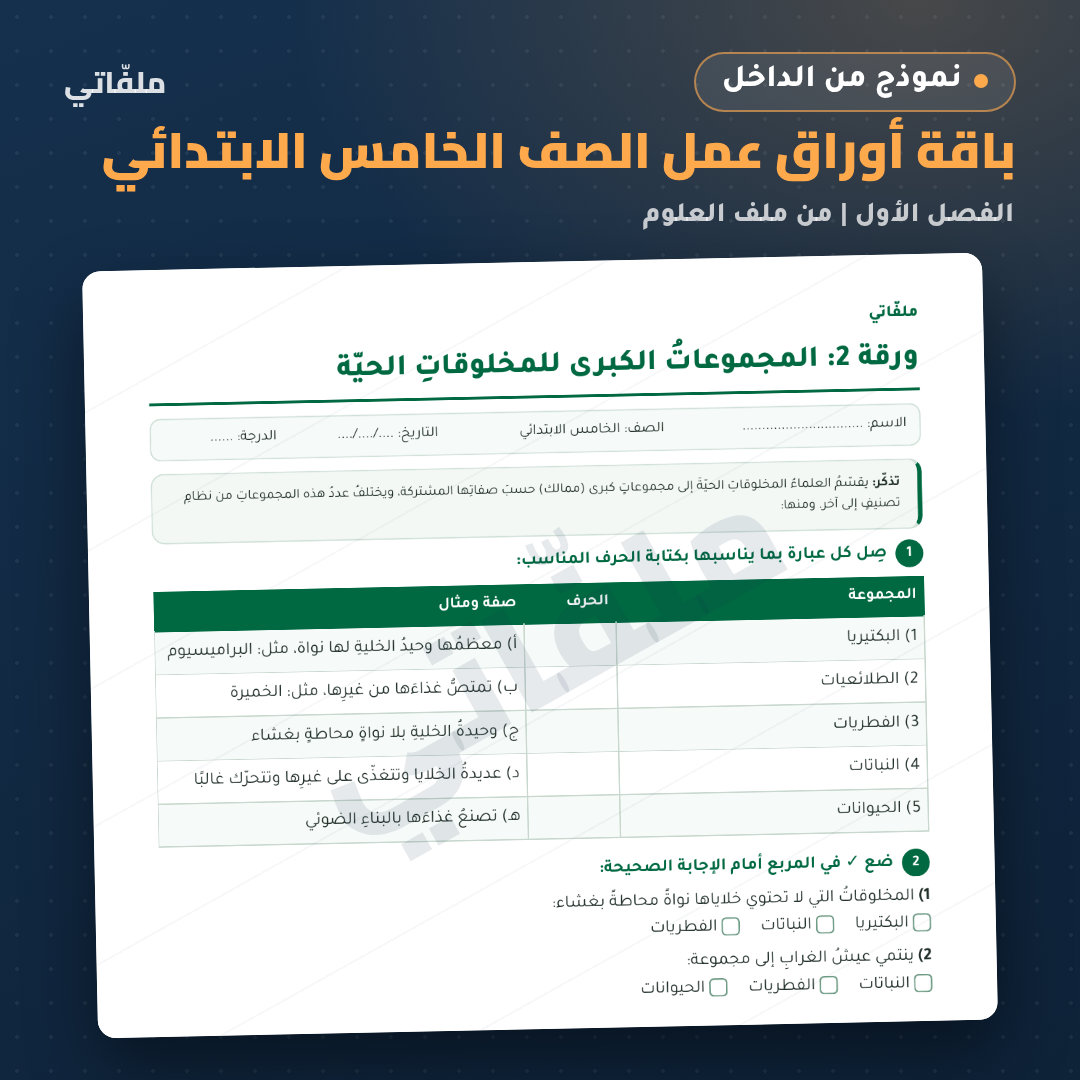 نموذج من الداخل
ملفّاتي
باقة أوراق عمل الصف الخامس الابتدائي
الفصل الأول | من ملف العلوم
ملفّاتي
ورقة 2: المجموعاتُ الكبرى للمخلوقاتِ الحيّة
الاسم: .............................. الصف: الخامس الابتدائي التاريخ: ..../..../.... الدرجة: ......
تذكّر: يقسّمُ العلماءُ المخلوقاتِ الحيّةَ إلى مجموعاتٍ كبرى (ممالك) حسبَ صفاتِها المشتركة، ويختلفُ عددُ هذه المجموعاتِ من نظامِ
تصنيفٍ إلى آخر. ومنها:
1 صِل كل عبارة بما يناسبها بكتابة الحرف المناسب:
المجموعة الحرف صفة ومثال
1) البكتيريا أ) معظمُها وحيدُ الخليةِ لها نواة، مثل: البراميسيوم
2) الطلائعيات ب) تمتصُّ غذاءَها من غيرِها، مثل: الخميرة
3) الفطريات ج) وحيدةُ الخليةِ بلا نواةٍ محاطةٍ بغشاء
4) النباتات د) عديدةُ الخلايا وتتغذّى على غيرِها وتتحرّك غالبًا
5) الحيوانات هـ) تصنعُ غذاءَها بالبناءِ الضوئي
ملفّاتي
2 ضع ✓ في المربع أمام الإجابة الصحيحة:
1) المخلوقاتُ التي لا تحتوي خلاياها نواةً محاطةً بغشاء:
البكتيريا النباتات الفطريات
2) ينتمي عيشُ الغرابِ إلى مجموعة:
النباتات الفطريات الحيوانات